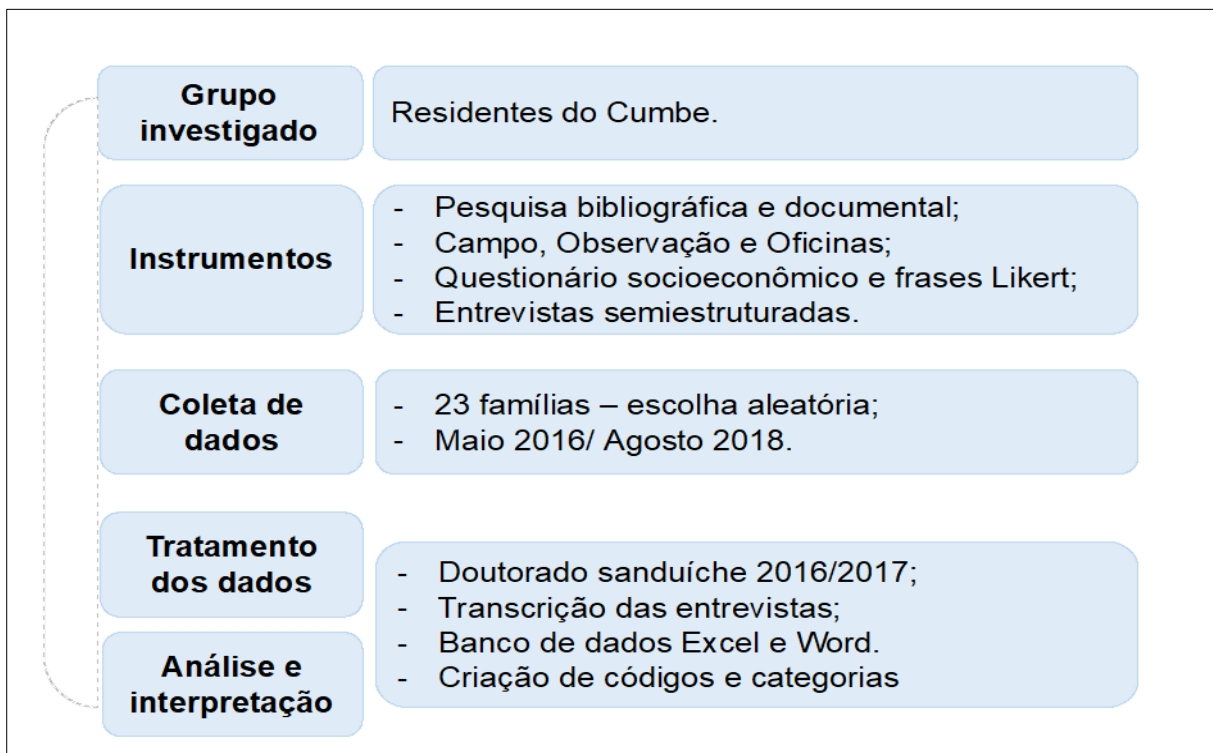 Grupo
investigado
Residentes do Cumbe.
Instrumentos
- Pesquisa bibliográfica e documental;
- Campo, Observação e Oficinas;
- Questionário socioeconômico e frases Likert;
- Entrevistas semiestruturadas.
Coleta de
dados
- 23 famílias – escolha aleatória;
- Maio 2016/ Agosto 2018.
Tratamento
dos dados
Análise e
interpretação
- Doutorado sanduíche 2016/2017;
- Transcrição das entrevistas;
- Banco de dados Excel e Word.
- Criação de códigos e categorias